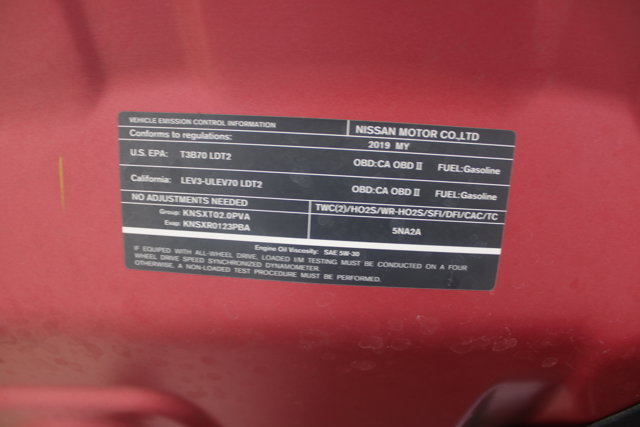 VEHICLE EMISSION CONTROL INFORMATION
NISSAN MOTOR CO.,LTD
Conforms to regulations:
2019 MY
U.S. EPA: T3B70 LDT2
OBD:CA OBD II FUEL:Gasoline
California: LEV3-ULEV70 LDT2
OBD:CA OBD II FUEL:Gasoline
NO ADJUSTMENTS NEEDED
TWC(2)/HO2S/WR-HO2S/SFI/DFI/CAC/TC
Group: KNSXT02.0PVA
Evap: KNSXR0123PBA
5NA2A
Engine Oil Viscosity: SAE 5W-30
IF EQUIPPED WITH ALL-WHEEL DRIVE, LOADED I/M TESTING MUST BE CONDUCTED ON A FOUR
WHEEL DRIVE SPEED SYNCHRONIZED DYNAMOMETER.
OTHERWISE, A NON-LOADED TEST PROCEDURE MUST BE PERFORMED.